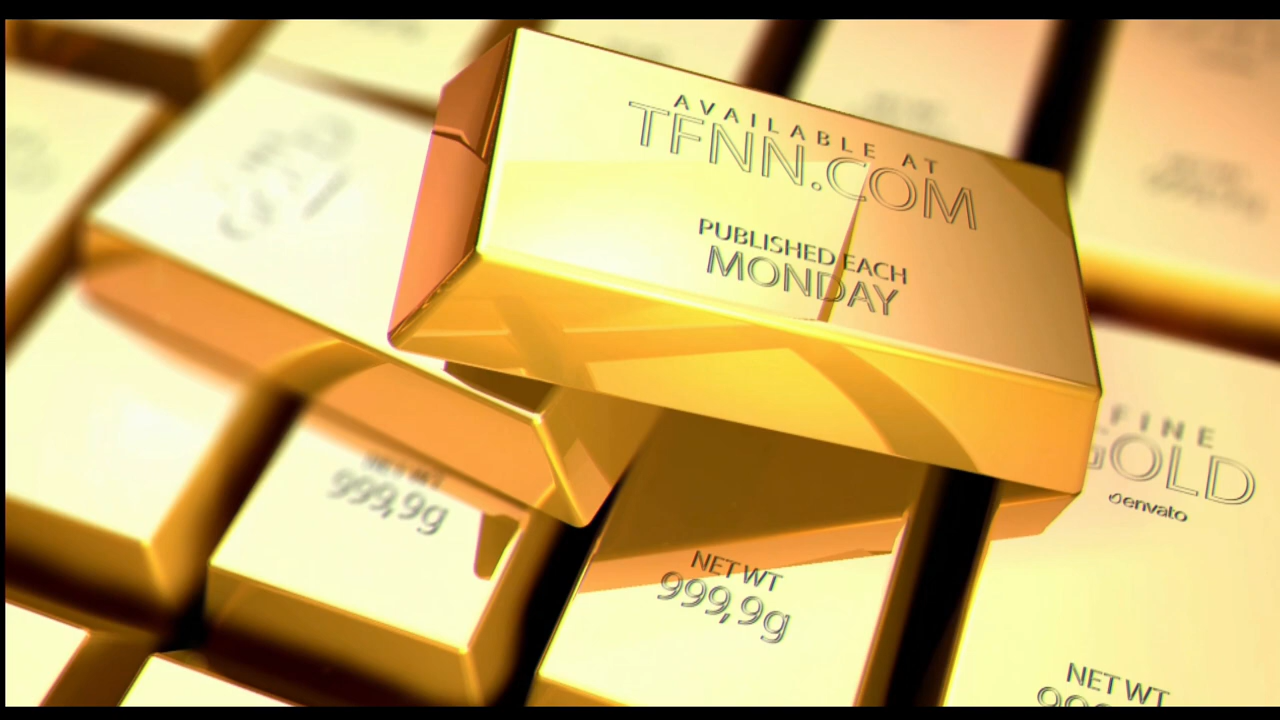 AVAILABLE AT
TFNN.COM
PUBLISHED EACH
MONDAY
FINE
GOLD
envato
NET WT
999,9g
NET WT
999,9g
NET WT